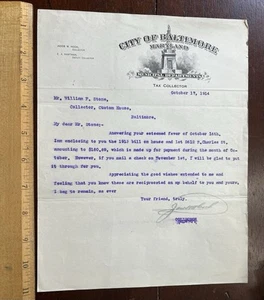 CITY OF BALTIMORE
MARYLAND
MUNICIPAL DEPARTMENTS
TAX COLLECTOR
October 17, 1914
Mr. William F. Stone,
Collector, Custom House,
Baltimore,
My dear Mr. Stone:-
Answering your esteemed favor of October 16th,
Iam enclosing to you the 1913 bill on house and lot N. Charles St.
amounting to which is made up for payment during the month of Oc-
tober, However, if you mail a check on November 1st, I will be glad to put
it through for you.
Appreciating the good wishes extended to me and
feeling that you know these are reciprocated on my behalf to you and yours,
I am, to remain, as ever
Your friend, truly,